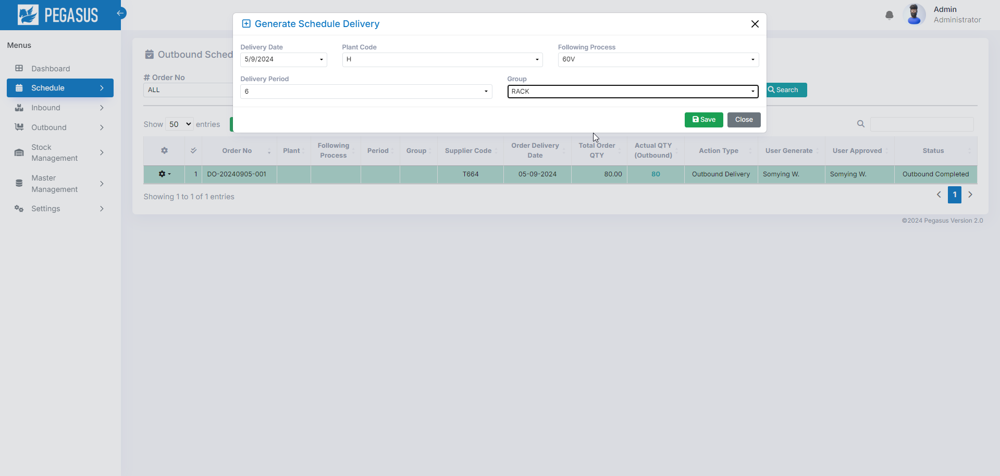 PEGASUS
Admin
Administrator
Menus
Dashboard
Schedule
Inbound
Outbound
Stock
Management
Master
Management
Settings
Generate Schedule Delivery
Delivery Date
Plant Code
Following Process
5/9/2024
H
60V
Delivery Period
Group
6
RACK
Save
Close
Outbound Sched
# Order No
ALL
Search
Show 50 entries
Order No
Plant
Following
Process
Period
Group
Supplier Code
Order Delivery
Date
Total Order
QTY
Actual QTY
(Outbound)
Action Type
User Generate
User Approved
Status
1 DO-20240905-001 T664 05-09-2024 80.00 80 Outbound Delivery Somying W. Somying W. Outbound Completed
Showing 1 to 1 of 1 entries
1
©2024 Pegasus Version 2.0